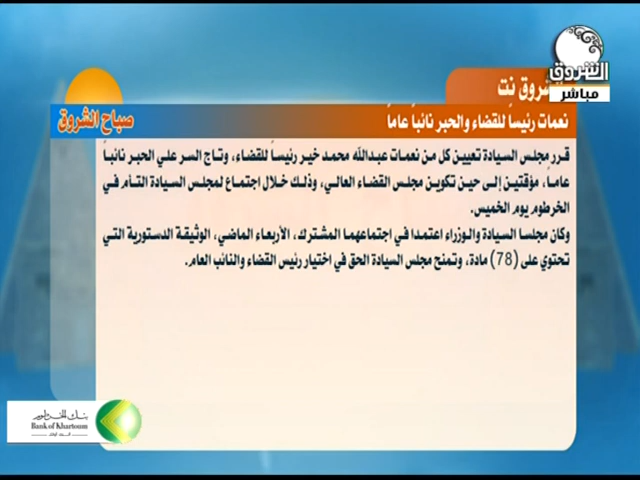 الشروق
مباشر
شروق نت
نعمات رئيساً للقضاء والحبر نائباً عاماً
صباح الشروق
قرر مجلس السيادة تعيين كل من نعمات عبدالله محمد خير رئيساً للقضاء، وتاج السر علي الحبر نائباً
عاماً، مؤقتين إلى حين تكوين مجلس القضاء العالي، وذلك خلال اجتماع لمجلس السيادة التأم في
الخرطوم يوم الخميس.
وكان مجلسا السيادة والوزراء اعتمدا في اجتماعهما المشترك، الأربعاء الماضي، الوثيقة الدستورية التي
تحتوي على (78) مادة، وتمنح مجلس السيادة الحق في اختيار رئيس القضاء والنائب العام.
بنك الخرطوم
Bank of Khartoum